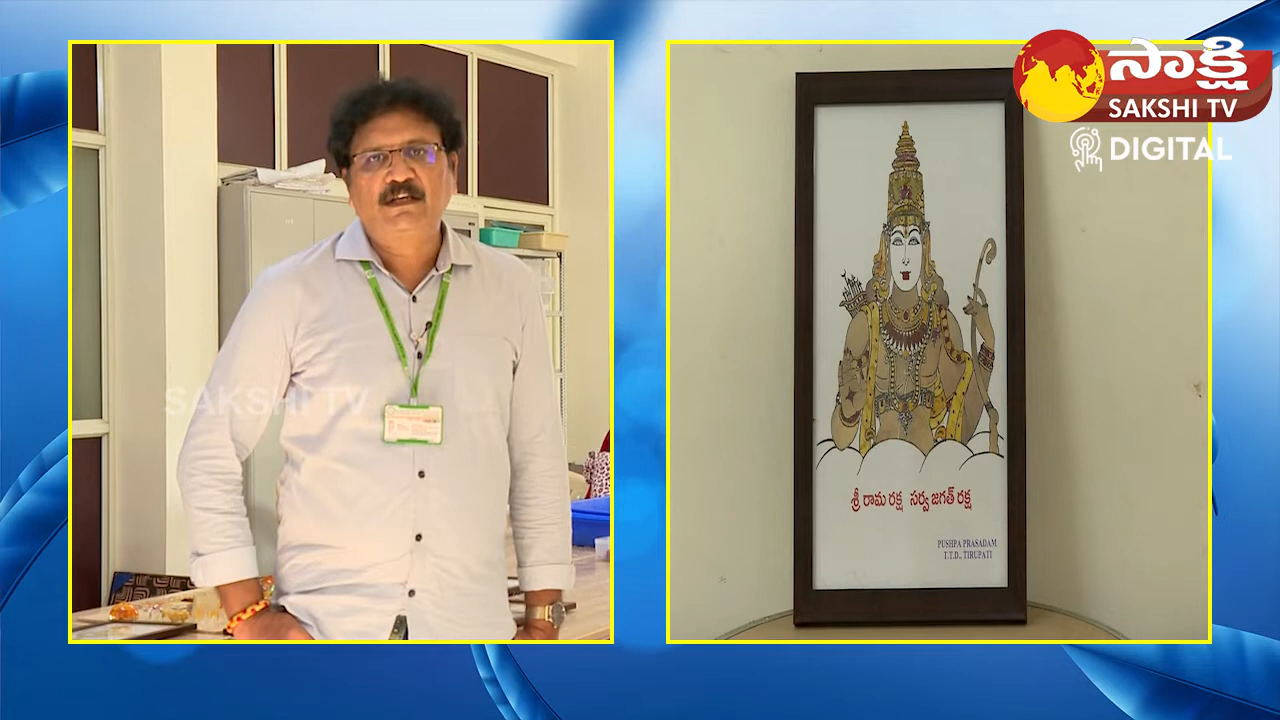 సాక్షి
SAKSHI TV
DIGITAL
SAKSHI TV
శ్రీ రామ రక్ష సర్వ జగత్ రక్ష
PUSHPA PRASADAM
T.T.D., TIRUPATI